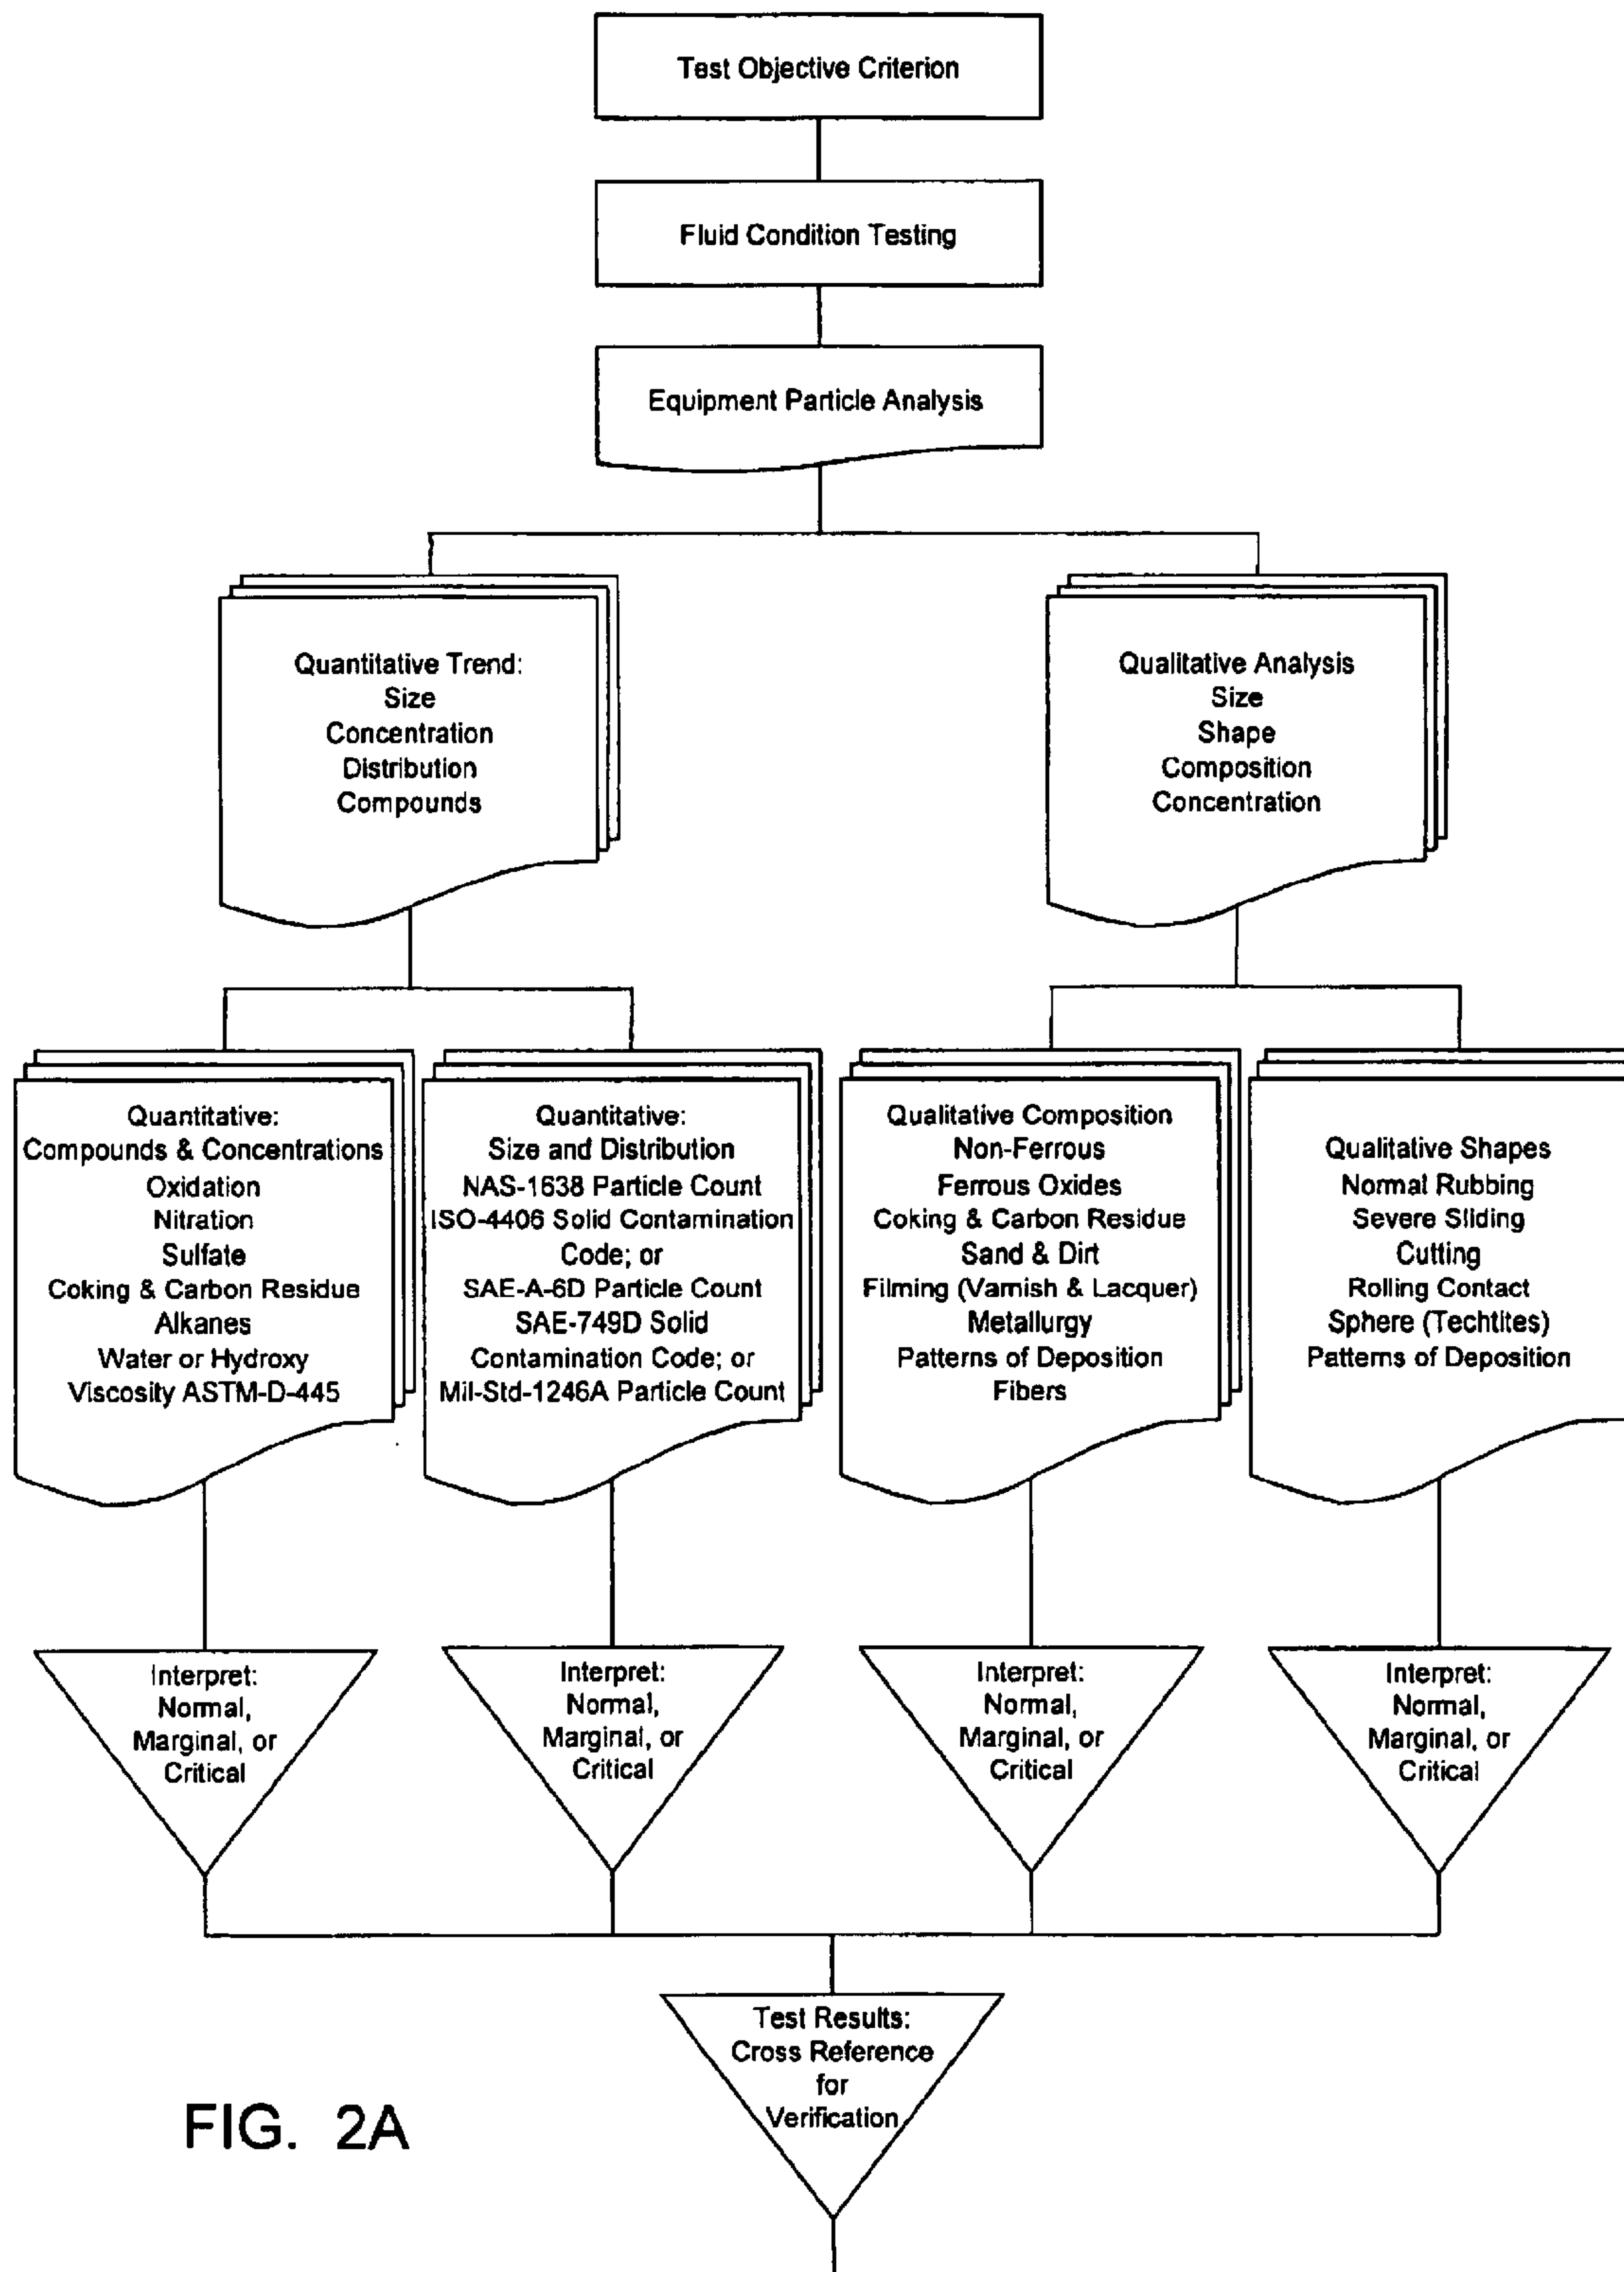 Test Objective Criterion
Fluid Condition Testing
Equipment Particle Analysis
Quantitative Trend:
Size
Concentration
Distribution
Compounds
Qualitative Analysis
Size
Shape
Composition
Concentration
Quantitative:
Compounds & Concentrations
Oxidation
Nitration
Sulfate
Coking & Carbon Residue
Alkanes
Water or Hydroxy
Viscosity ASTM-D-445
Quantitative:
Size and Distribution
NAS-1638 Particle Count
ISO-4406 Solid Contamination
Code; or
SAE-A-6D Particle Count
SAE-749D Solid
Contamination Code; or
Mil-Std-1246A Particle Count
Qualitative Composition
Non-Ferrous
Ferrous Oxides
Coking & Carbon Residue
Sand & Dirt
Filming (Varnish & Lacquer)
Metallurgy
Patterns of Deposition
Fibers
Qualitative Shapes
Normal Rubbing
Severe Sliding
Cutting
Rolling Contact
Sphere (Techtites)
Patterns of Deposition
Interpret:
Normal,
Marginal, or
Critical
Interpret:
Normal,
Marginal, or
Critical
Interpret:
Normal,
Marginal, or
Critical
Interpret:
Normal,
Marginal, or
Critical
Test Results:
Cross Reference
for
Verification
FIG. 2A